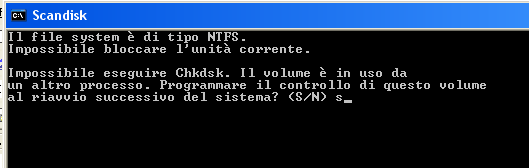 Scandisk
Il file system è di tipo NTFS.
Impossibile bloccare l'unità corrente.
Impossibile eseguire Chkdsk. Il volume è in uso da
un altro processo. Programmare il controllo di questo volume
al riavvio successivo del sistema? (S/N) s_